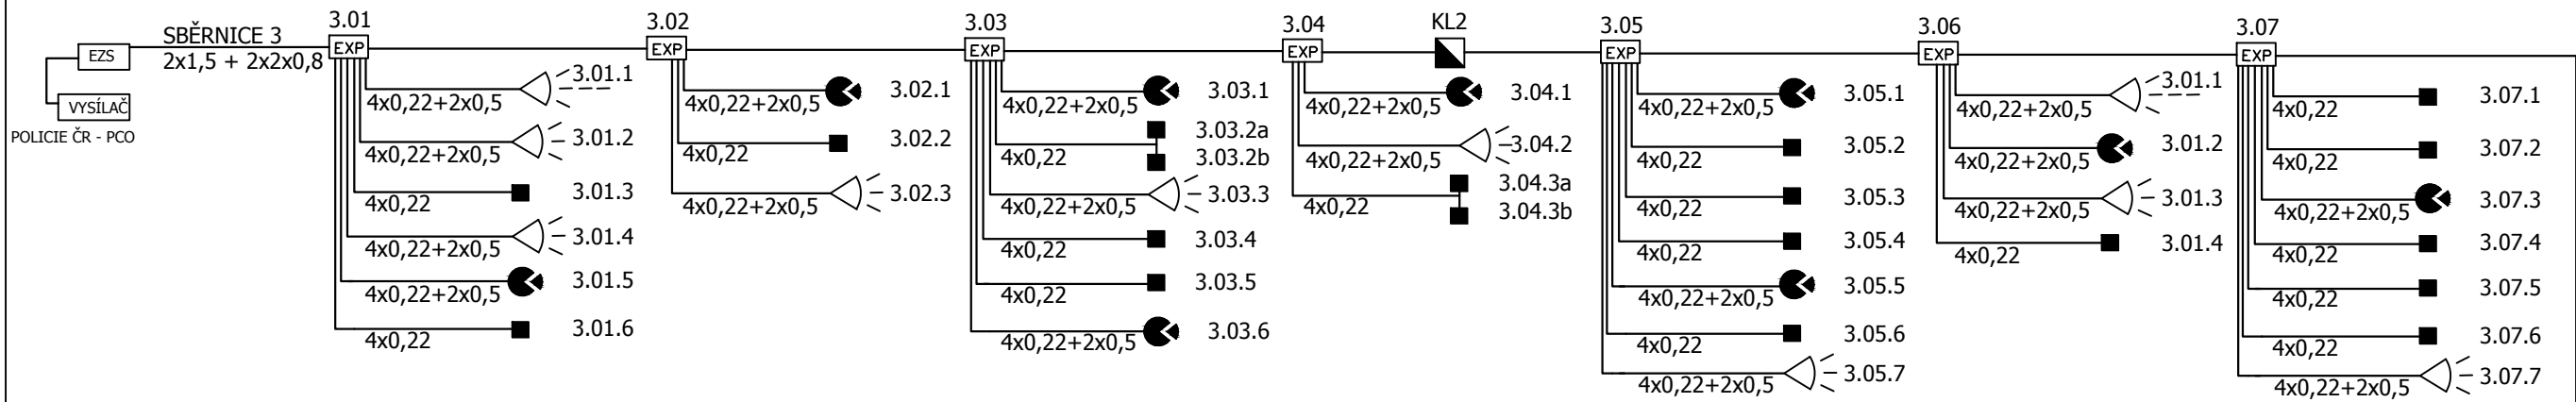 EZS
VYSÍLAČ
POLICIE ČR - PCO
SBĚRNICE 3
2x1,5 + 2x2x0,8
3.01
EXP
4x0,22+2x0,5
3.01.1
4x0,22+2x0,5
3.01.2
4x0,22
3.01.3
4x0,22+2x0,5
3.01.4
4x0,22+2x0,5
3.01.5
4x0,22
3.01.6
3.02
EXP
4x0,22+2x0,5
3.02.1
4x0,22
3.02.2
4x0,22+2x0,5
3.02.3
3.03
EXP
4x0,22+2x0,5
3.03.1
4x0,22
3.03.2a
3.03.2b
4x0,22+2x0,5
3.03.3
4x0,22
3.03.4
4x0,22
3.03.5
4x0,22+2x0,5
3.03.6
3.04
EXP
4x0,22+2x0,5
3.04.1
4x0,22+2x0,5
3.04.2
4x0,22
3.04.3a
3.04.3b
KL2
3.05
EXP
4x0,22+2x0,5
3.05.1
4x0,22
3.05.2
4x0,22
3.05.3
4x0,22
3.05.4
4x0,22+2x0,5
3.05.5
4x0,22
3.05.6
4x0,22+2x0,5
3.05.7
3.06
EXP
4x0,22+2x0,5
3.01.1
4x0,22+2x0,5
3.01.2
4x0,22+2x0,5
3.01.3
4x0,22
3.01.4
3.07
EXP
4x0,22
3.07.1
4x0,22
3.07.2
4x0,22+2x0,5
3.07.3
4x0,22
3.07.4
4x0,22
3.07.5
4x0,22
3.07.6
4x0,22+2x0,5
3.07.7